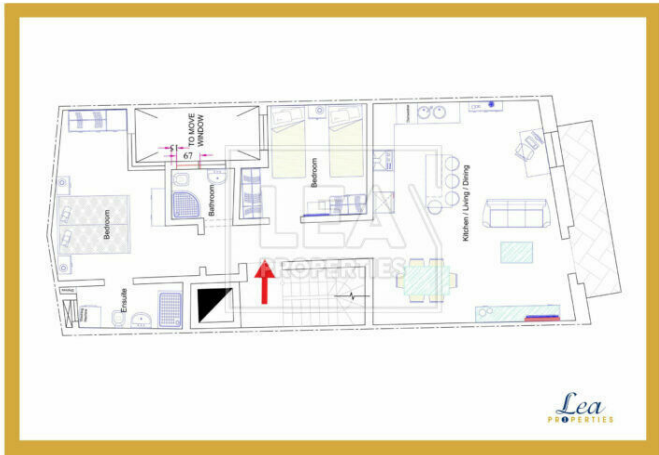 TO MOVE
WINDOW
67
Bedroom
Bathroom
Bedroom
Kitchen / Living / Dining
Ensuite
LEA
PROPERTIES
Lea
PROPERTIES